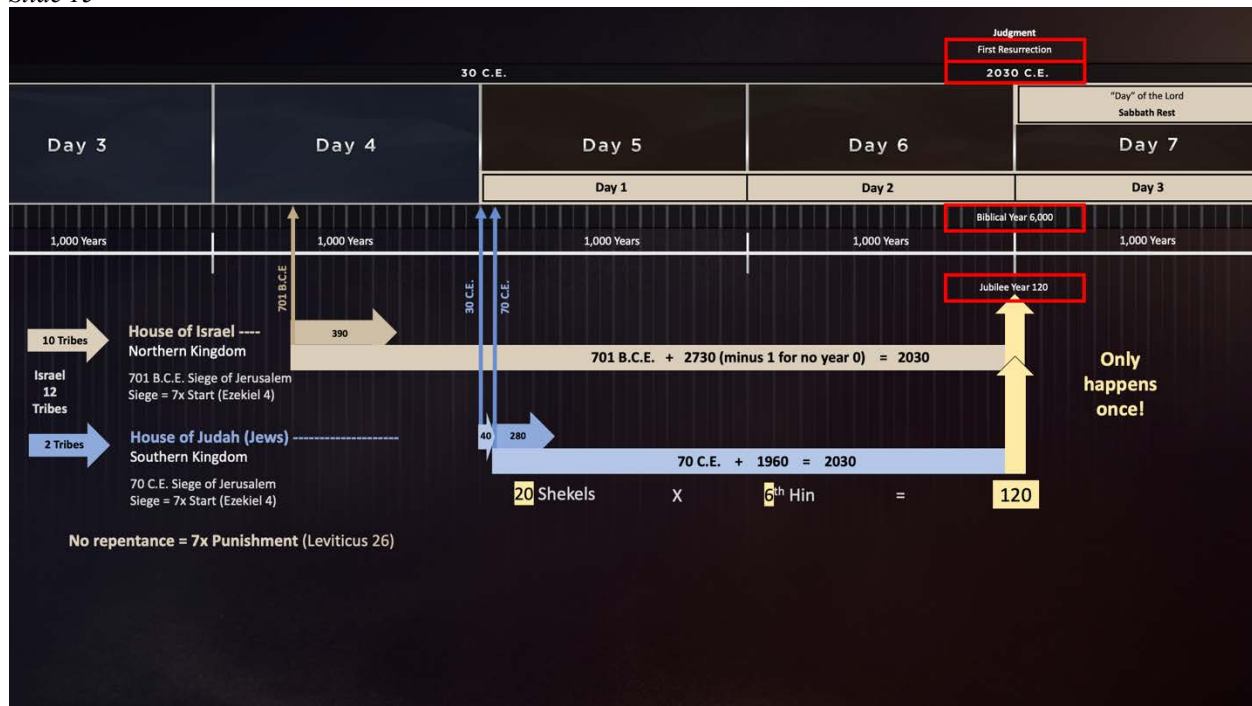 Slide 13
Judgment
First Resurrection
30 C.E.
2030 C.E.
"Day" of the Lord
Sabbath Rest
Day 3
Day 4
Day 5
Day 6
Day 7
Day 1
Day 2
Day 3
Biblical Year 6,000
1,000 Years
1,000 Years
1,000 Years
1,000 Years
1,000 Years
701 B.C.E
30 C.E.
70 C.E.
Jubilee Year 120
10 Tribes
House of Israel ----
Northern Kingdom
390
701 B.C.E. + 2730 (minus 1 for no year 0) = 2030
701 B.C.E. Siege of Jerusalem
Siege = 7x Start (Ezekiel 4)
Israel
12
Tribes
Only
happens
once!
2 Tribes
House of Judah (Jews) --------------------
Southern Kingdom
40
280
70 C.E. + 1960 = 2030
70 C.E. Siege of Jerusalem
Siege = 7x Start (Ezekiel 4)
20 Shekels X 6th Hin = 120
No repentance = 7x Punishment (Leviticus 26)